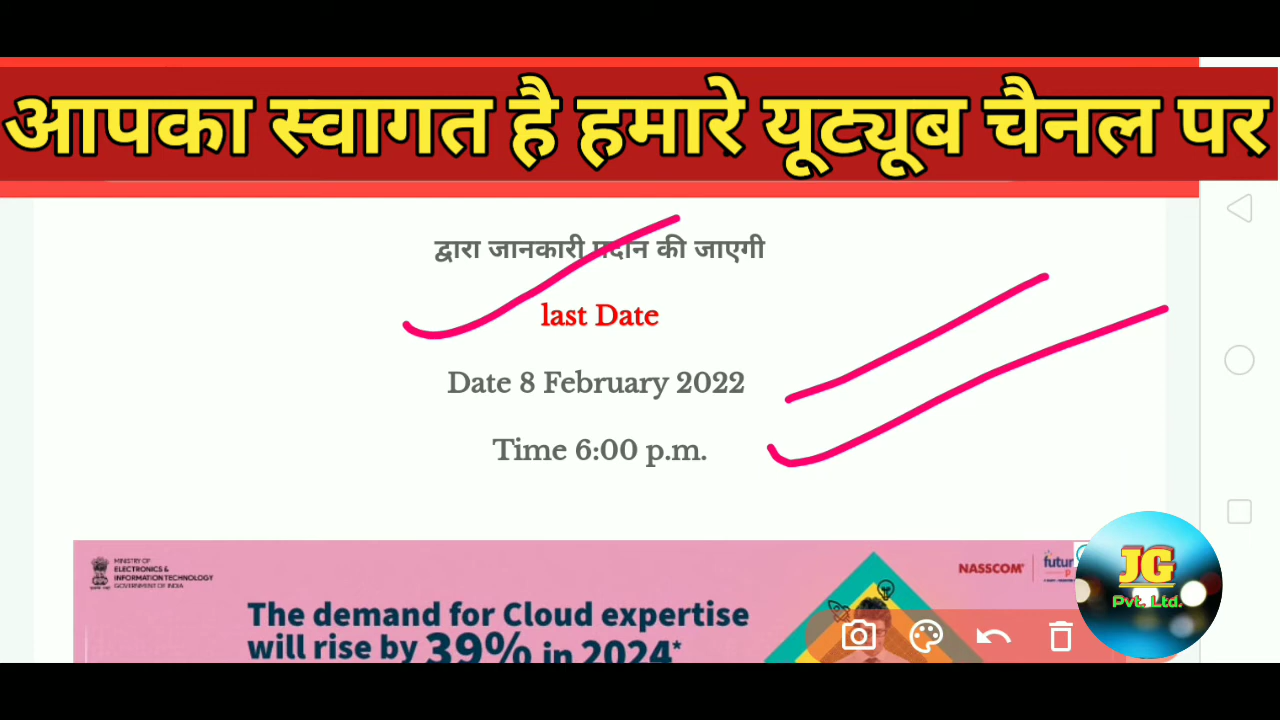 आपका स्वागत है हमारे यूट्यूब चैनल पर
द्वारा जानकारी प्रदान की जाएगी
last Date
Date 8 February 2022
Time 6:00 p.m.
MINISTRY OF
ELECTRONICS &
INFORMATION TECHNOLOGY
GOVERNMENT OF INDIA
NASSCOM
The demand for Cloud expertise
will rise by 39% in 2024*
JG
Pvt. Ltd.